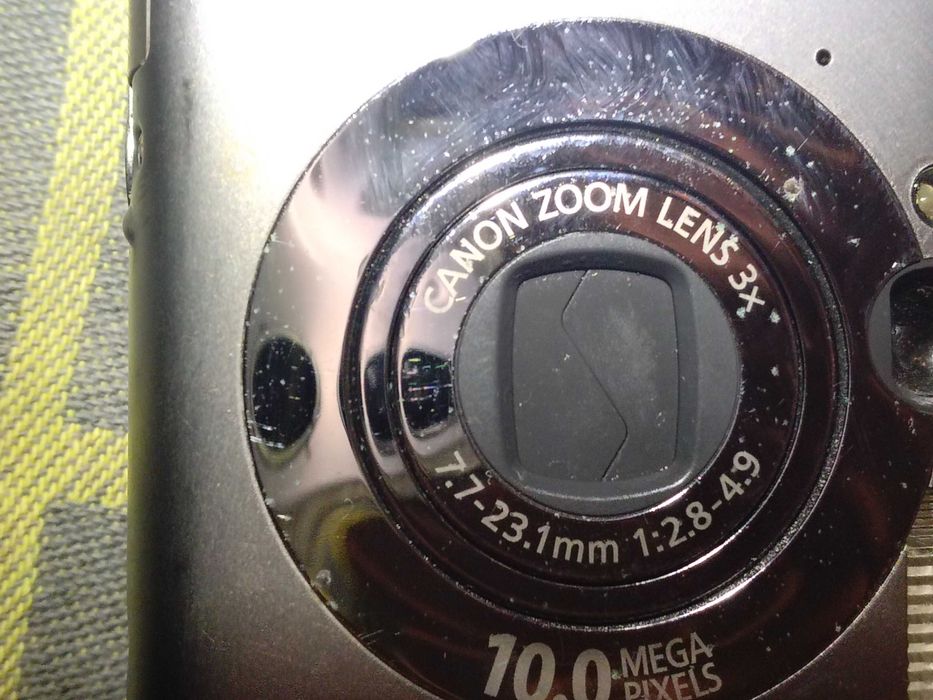 CANON ZOOM LENS 3x
7.7-23.1mm 1:2.8-4.9
10.0 MEGA
PIXELS